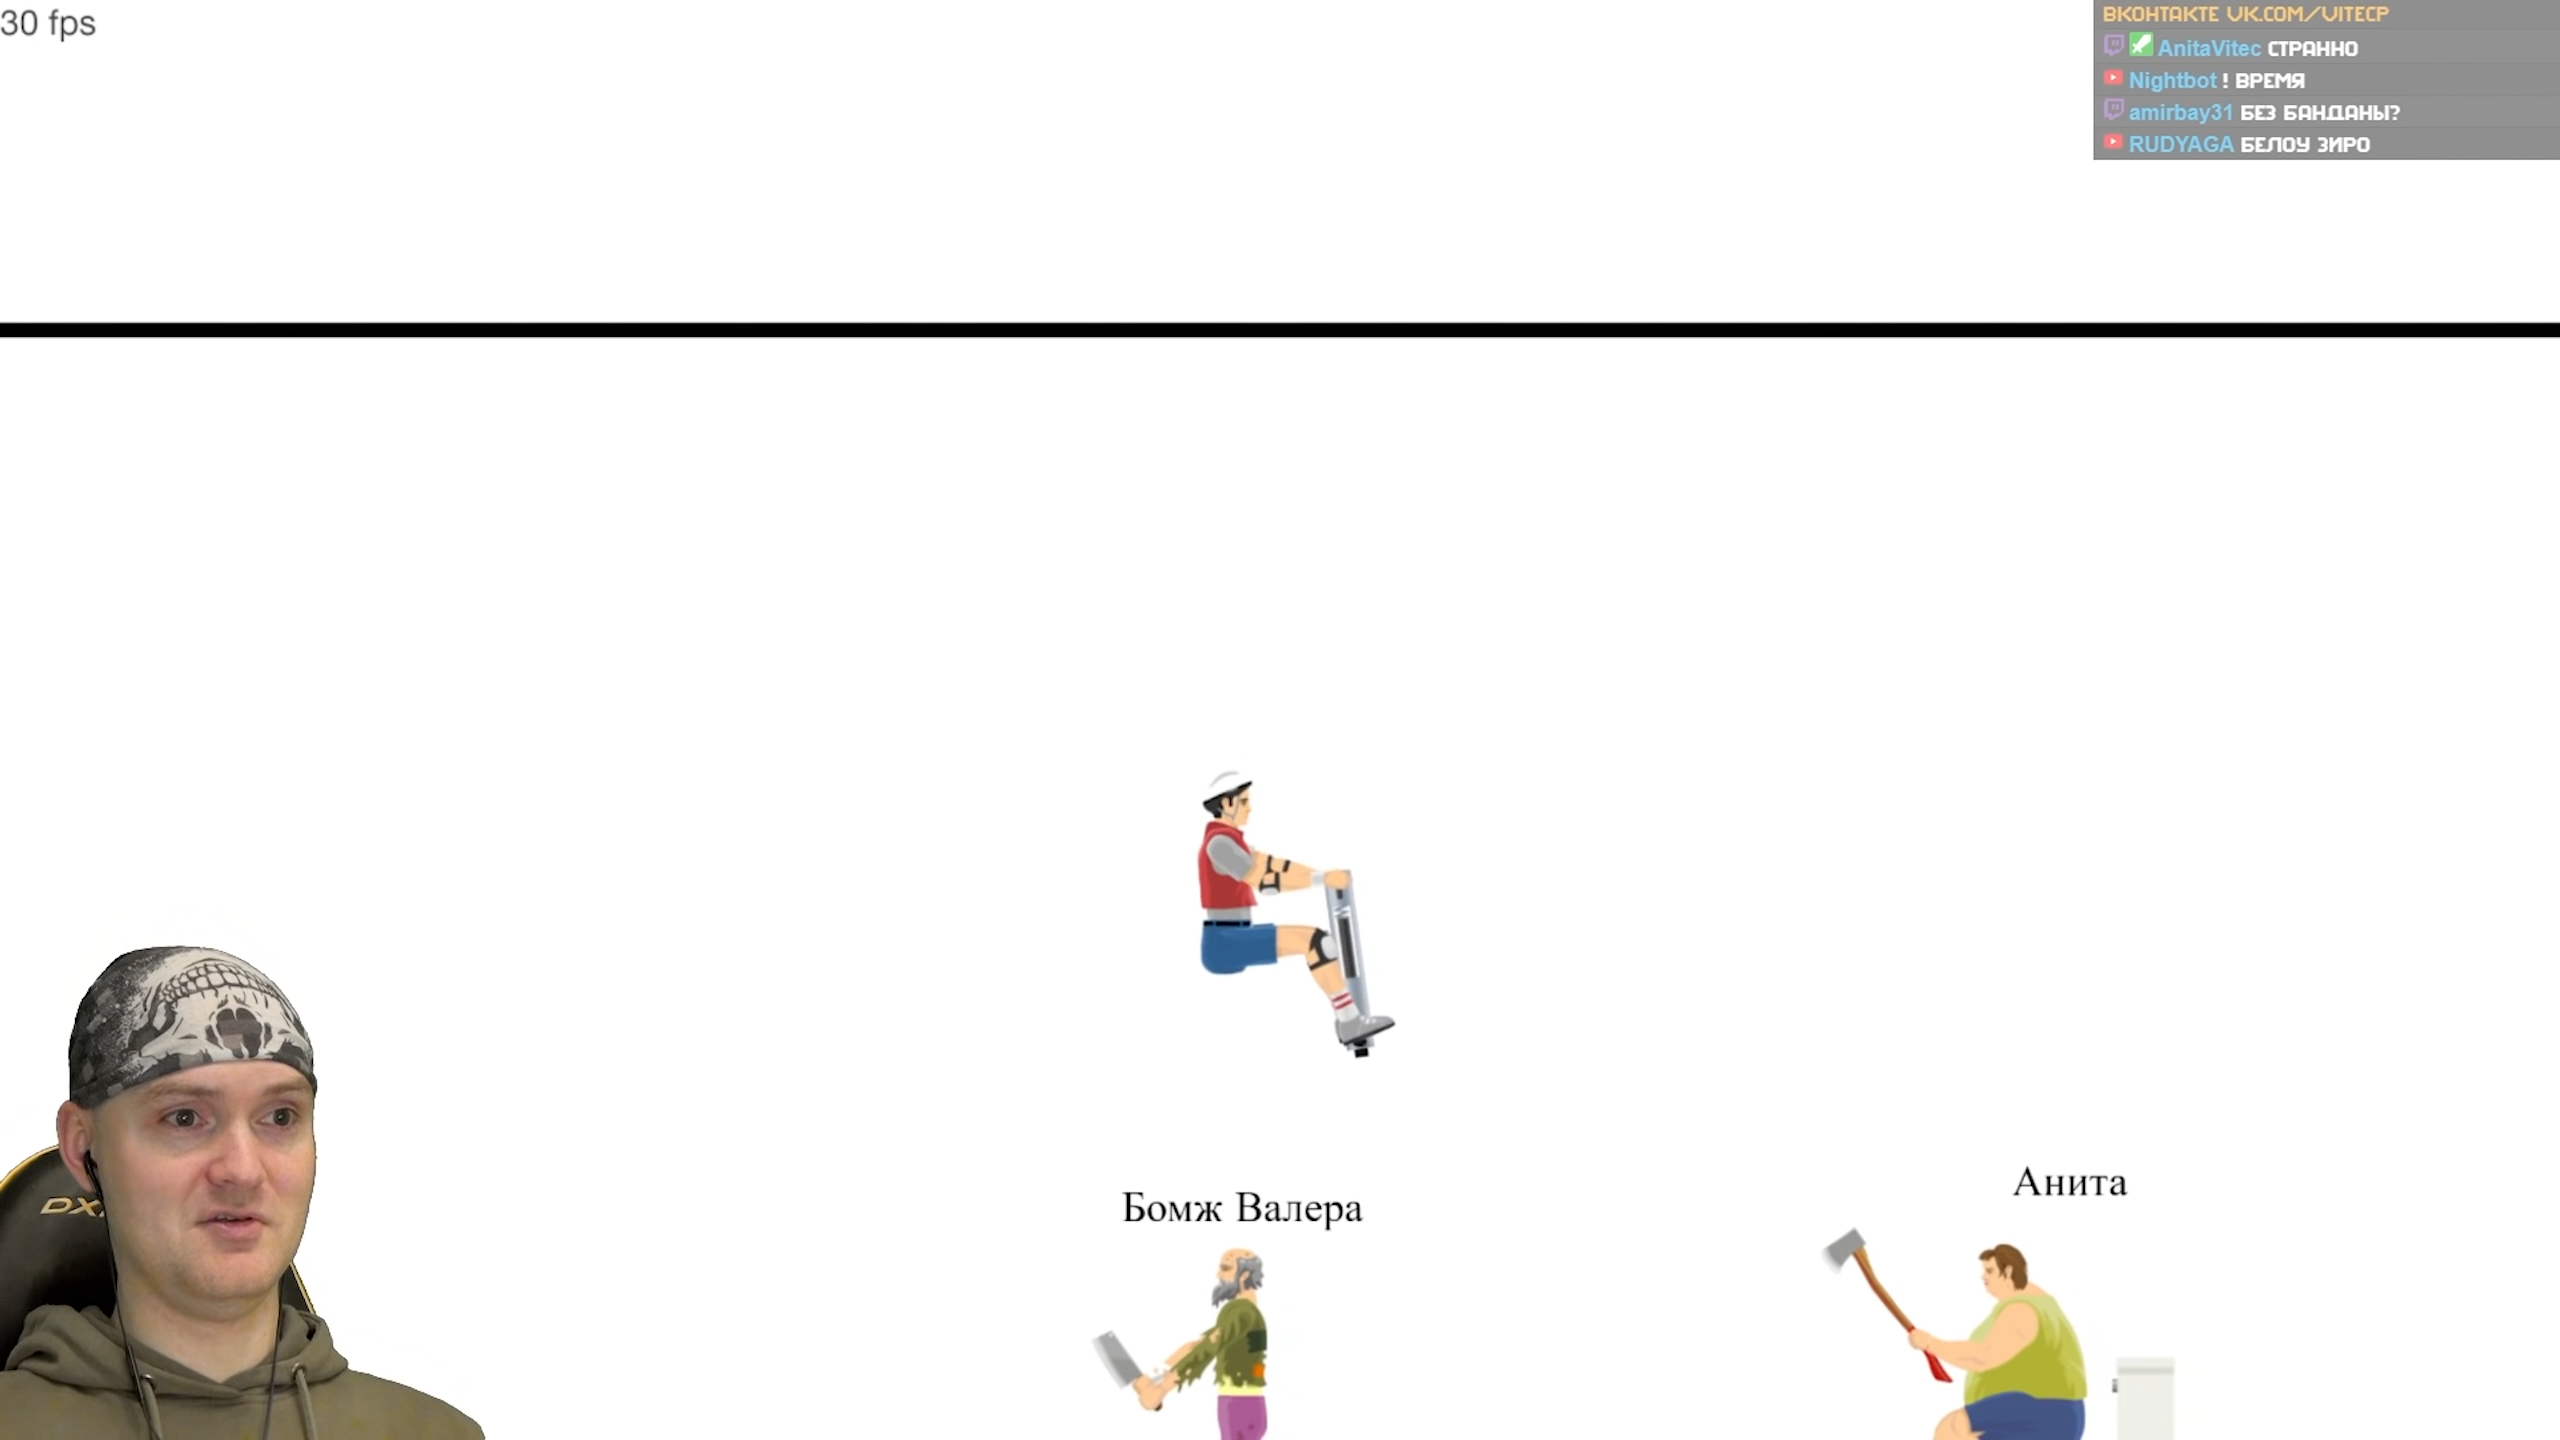 30 fps
ВКОНТАКТЕ VK.COM/VITECP
AnitaVitec СТРАННО
Nightbot ! ВРЕМЯ
amirbay31 БЕЗ БАНДАНЫ?
RUDYAGA БЕЛОУ ЗИРО
Бомж Валера
Анита